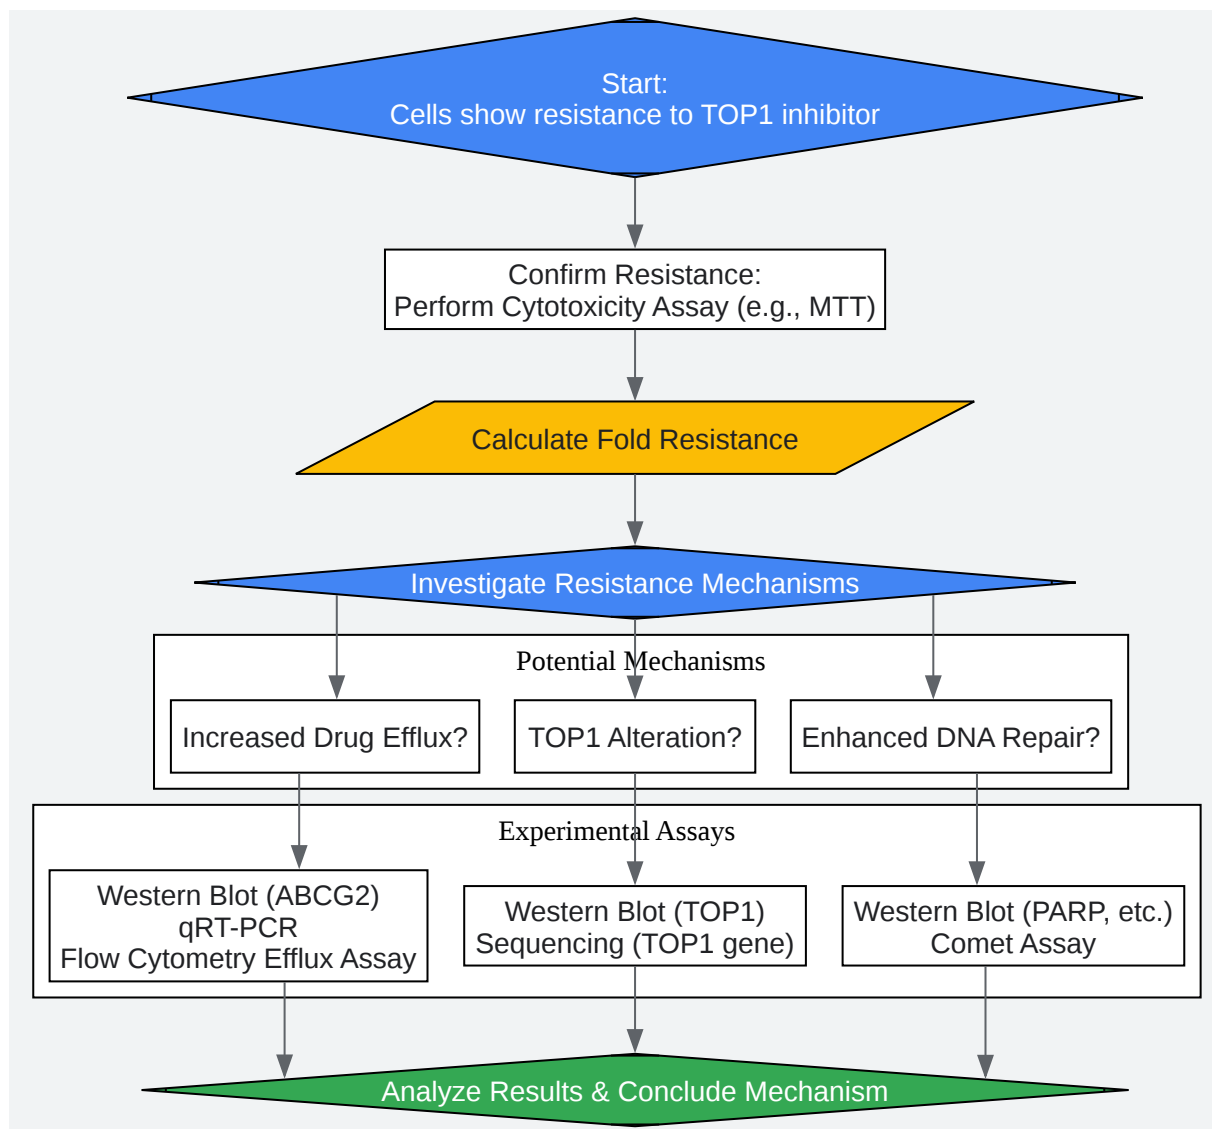 Start:
Cells show resistance to TOP1 inhibitor
Confirm Resistance:
Perform Cytotoxicity Assay (e.g., MTT)
Calculate Fold Resistance
Investigate Resistance Mechanisms
Potential Mechanisms
Increased Drug Efflux?
TOP1 Alteration?
Enhanced DNA Repair?
Experimental Assays
Western Blot (ABCG2)
qRT-PCR
Flow Cytometry Efflux Assay
Western Blot (TOP1)
Sequencing (TOP1 gene)
Western Blot (PARP, etc.)
Comet Assay
Analyze Results & Conclude Mechanism